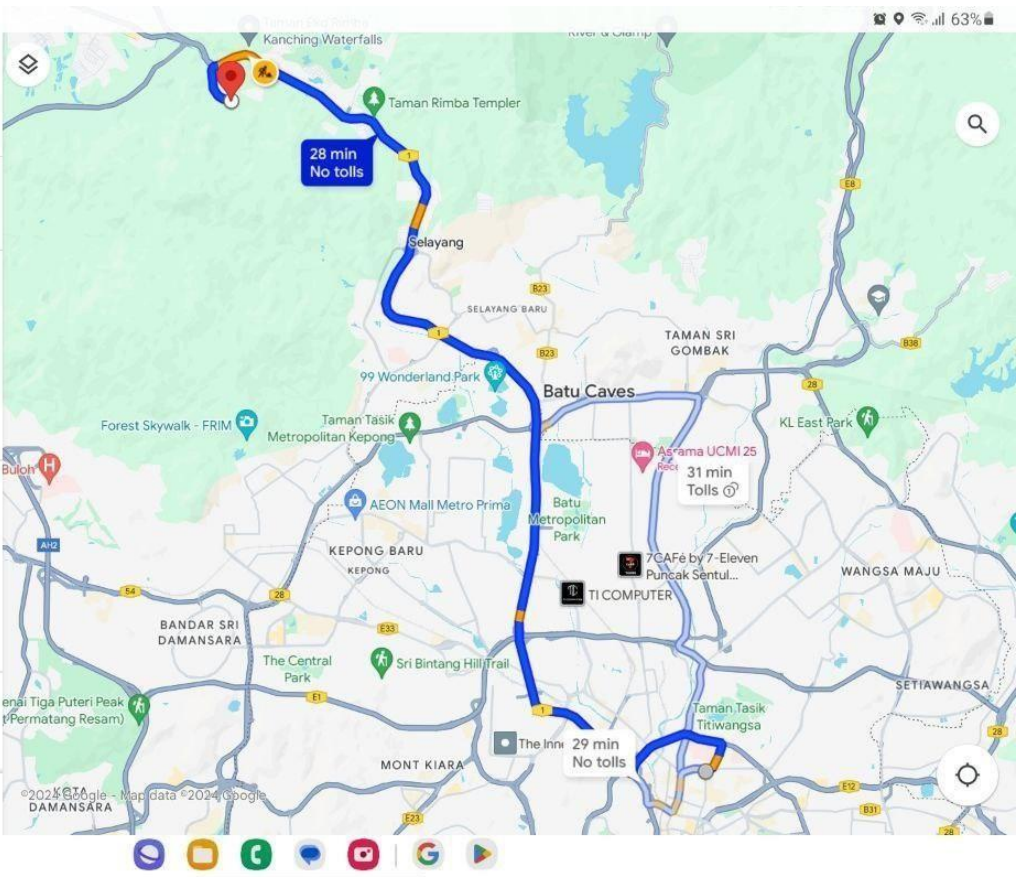 63%
Taman Eko Rimba
Kanching Waterfalls
River & Glamp
Taman Rimba Templer
28 min
No tolls
1
E8
Selayang
B23
SELAYANG BARU
1
TAMAN SRI
GOMBAK
B38
B23
99 Wonderland Park
28
Batu Caves
Forest Skywalk - FRIM
Taman Tasik
Metropolitan Kepong
KL East Park
Buloh
H
Asrama UCMI 25
Rece
31 min
Tolls
AEON Mall Metro Prima
Batu
Metropolitan
Park
AH2
KEPONG BARU
KEPONG
7CAFé by 7-Eleven
Puncak Sentul...
WANGSA MAJU
TI COMPUTER
54
28
BANDAR SRI
DAMANSARA
E33
The Central
Park
Sri Bintang Hill Trail
SETIAWANGSA
enai Tiga Puteri Peak
t Permatang Resam)
E1
1
Taman Tasik
Titiwangsa
28
The Inn
29 min
No tolls
MONT KIARA
E12
©2024 Google - Map data ©2024 Google
KOTA
DAMANSARA
E23
B31
28
G